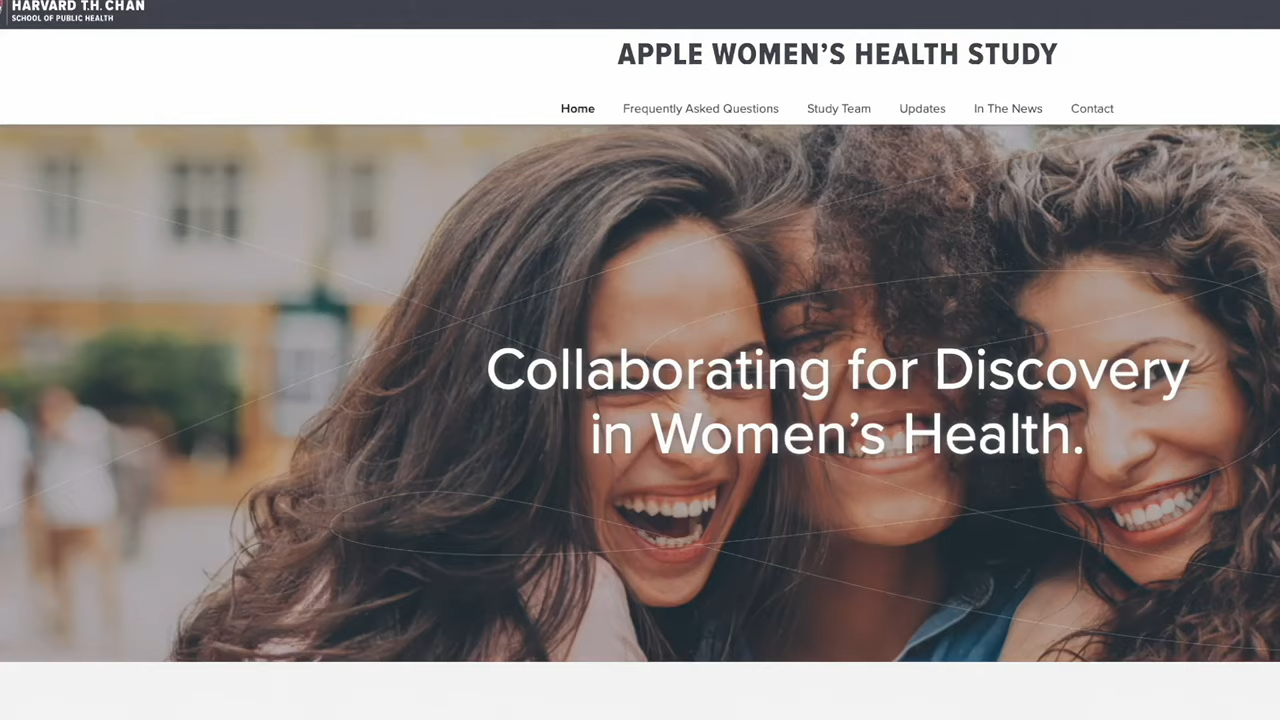 HARVARD T.H. CHAN
SCHOOL OF PUBLIC HEALTH
APPLE WOMEN’S HEALTH STUDY
Home Frequently Asked Questions Study Team Updates In The News Contact
Collaborating for Discovery
in Women’s Health.